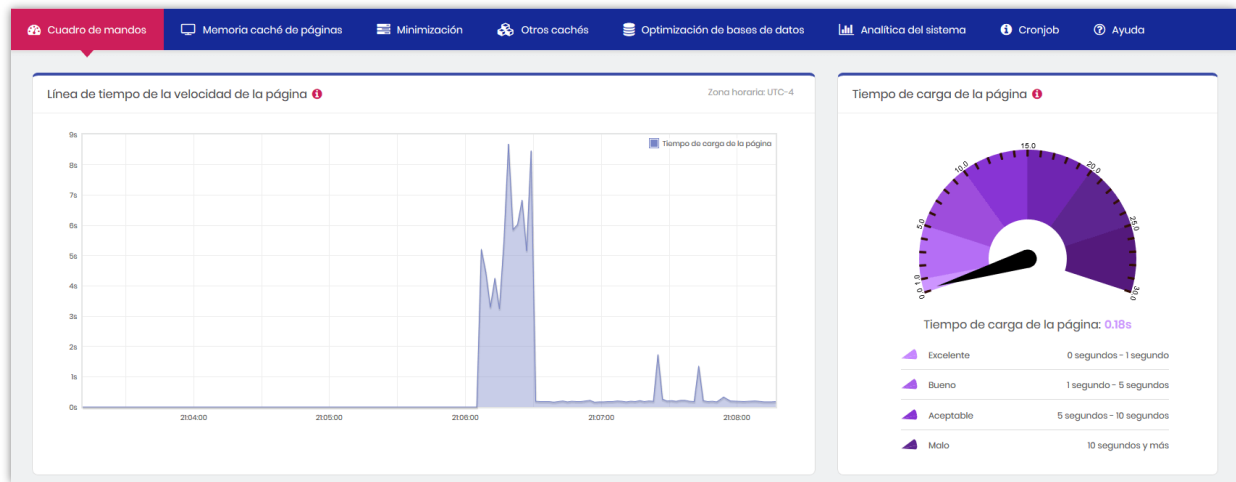 Cuadro de mandos
Memoria caché de páginas
Minimización
Otros cachés
Optimización de bases de datos
Analítica del sistema
Cronjob
Ayuda
Línea de tiempo de la velocidad de la página
Zona horaria: UTC-4
Tiempo de carga de la página
9s
8s
7s
6s
5s
4s
3s
2s
1s
0s
21:04:00
21:05:00
21:06:00
21:07:00
21:08:00
Tiempo de carga de la página
0
1.0
5.0
10.0
15.0
20.0
25.0
30.0
Tiempo de carga de la página: 0.18s
Excelente 0 segundos - 1 segundo
Bueno 1 segundo - 5 segundos
Aceptable 5 segundos - 10 segundos
Malo 10 segundos y más